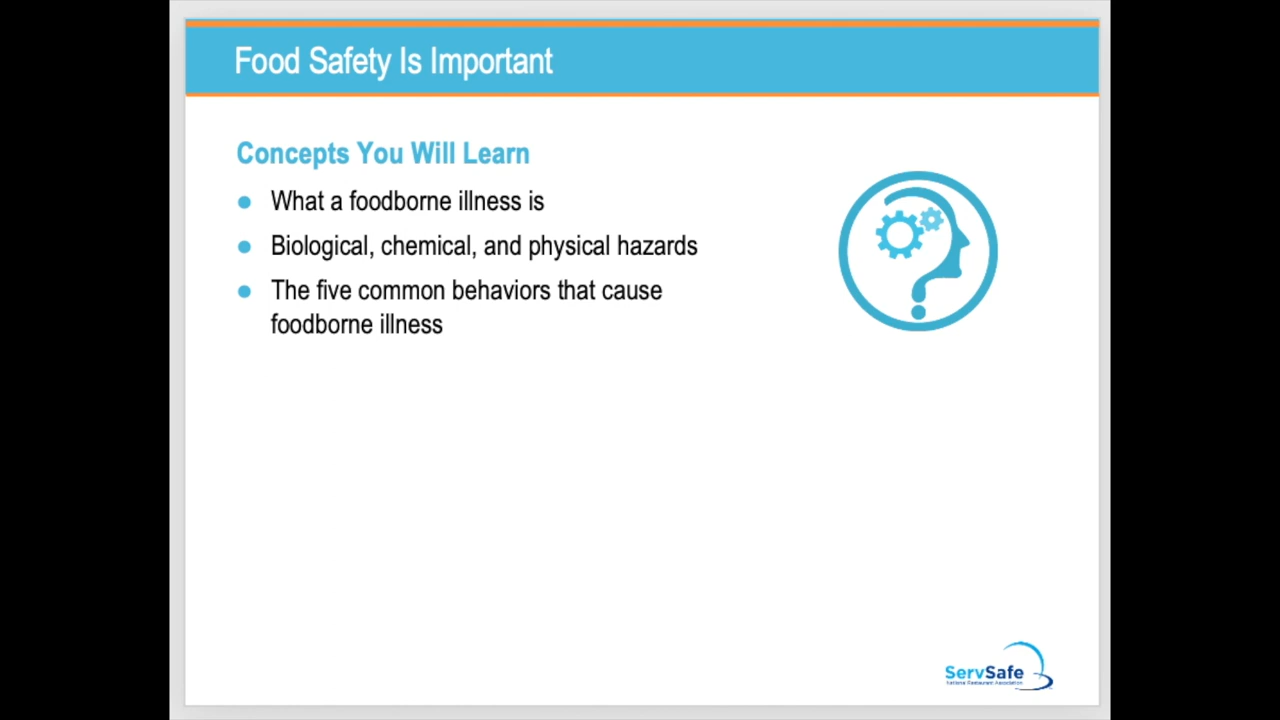 Food Safety Is Important
Concepts You Will Learn
What a foodborne illness is
Biological, chemical, and physical hazards
The five common behaviors that cause
foodborne illness
ServSafe
National Restaurant Association